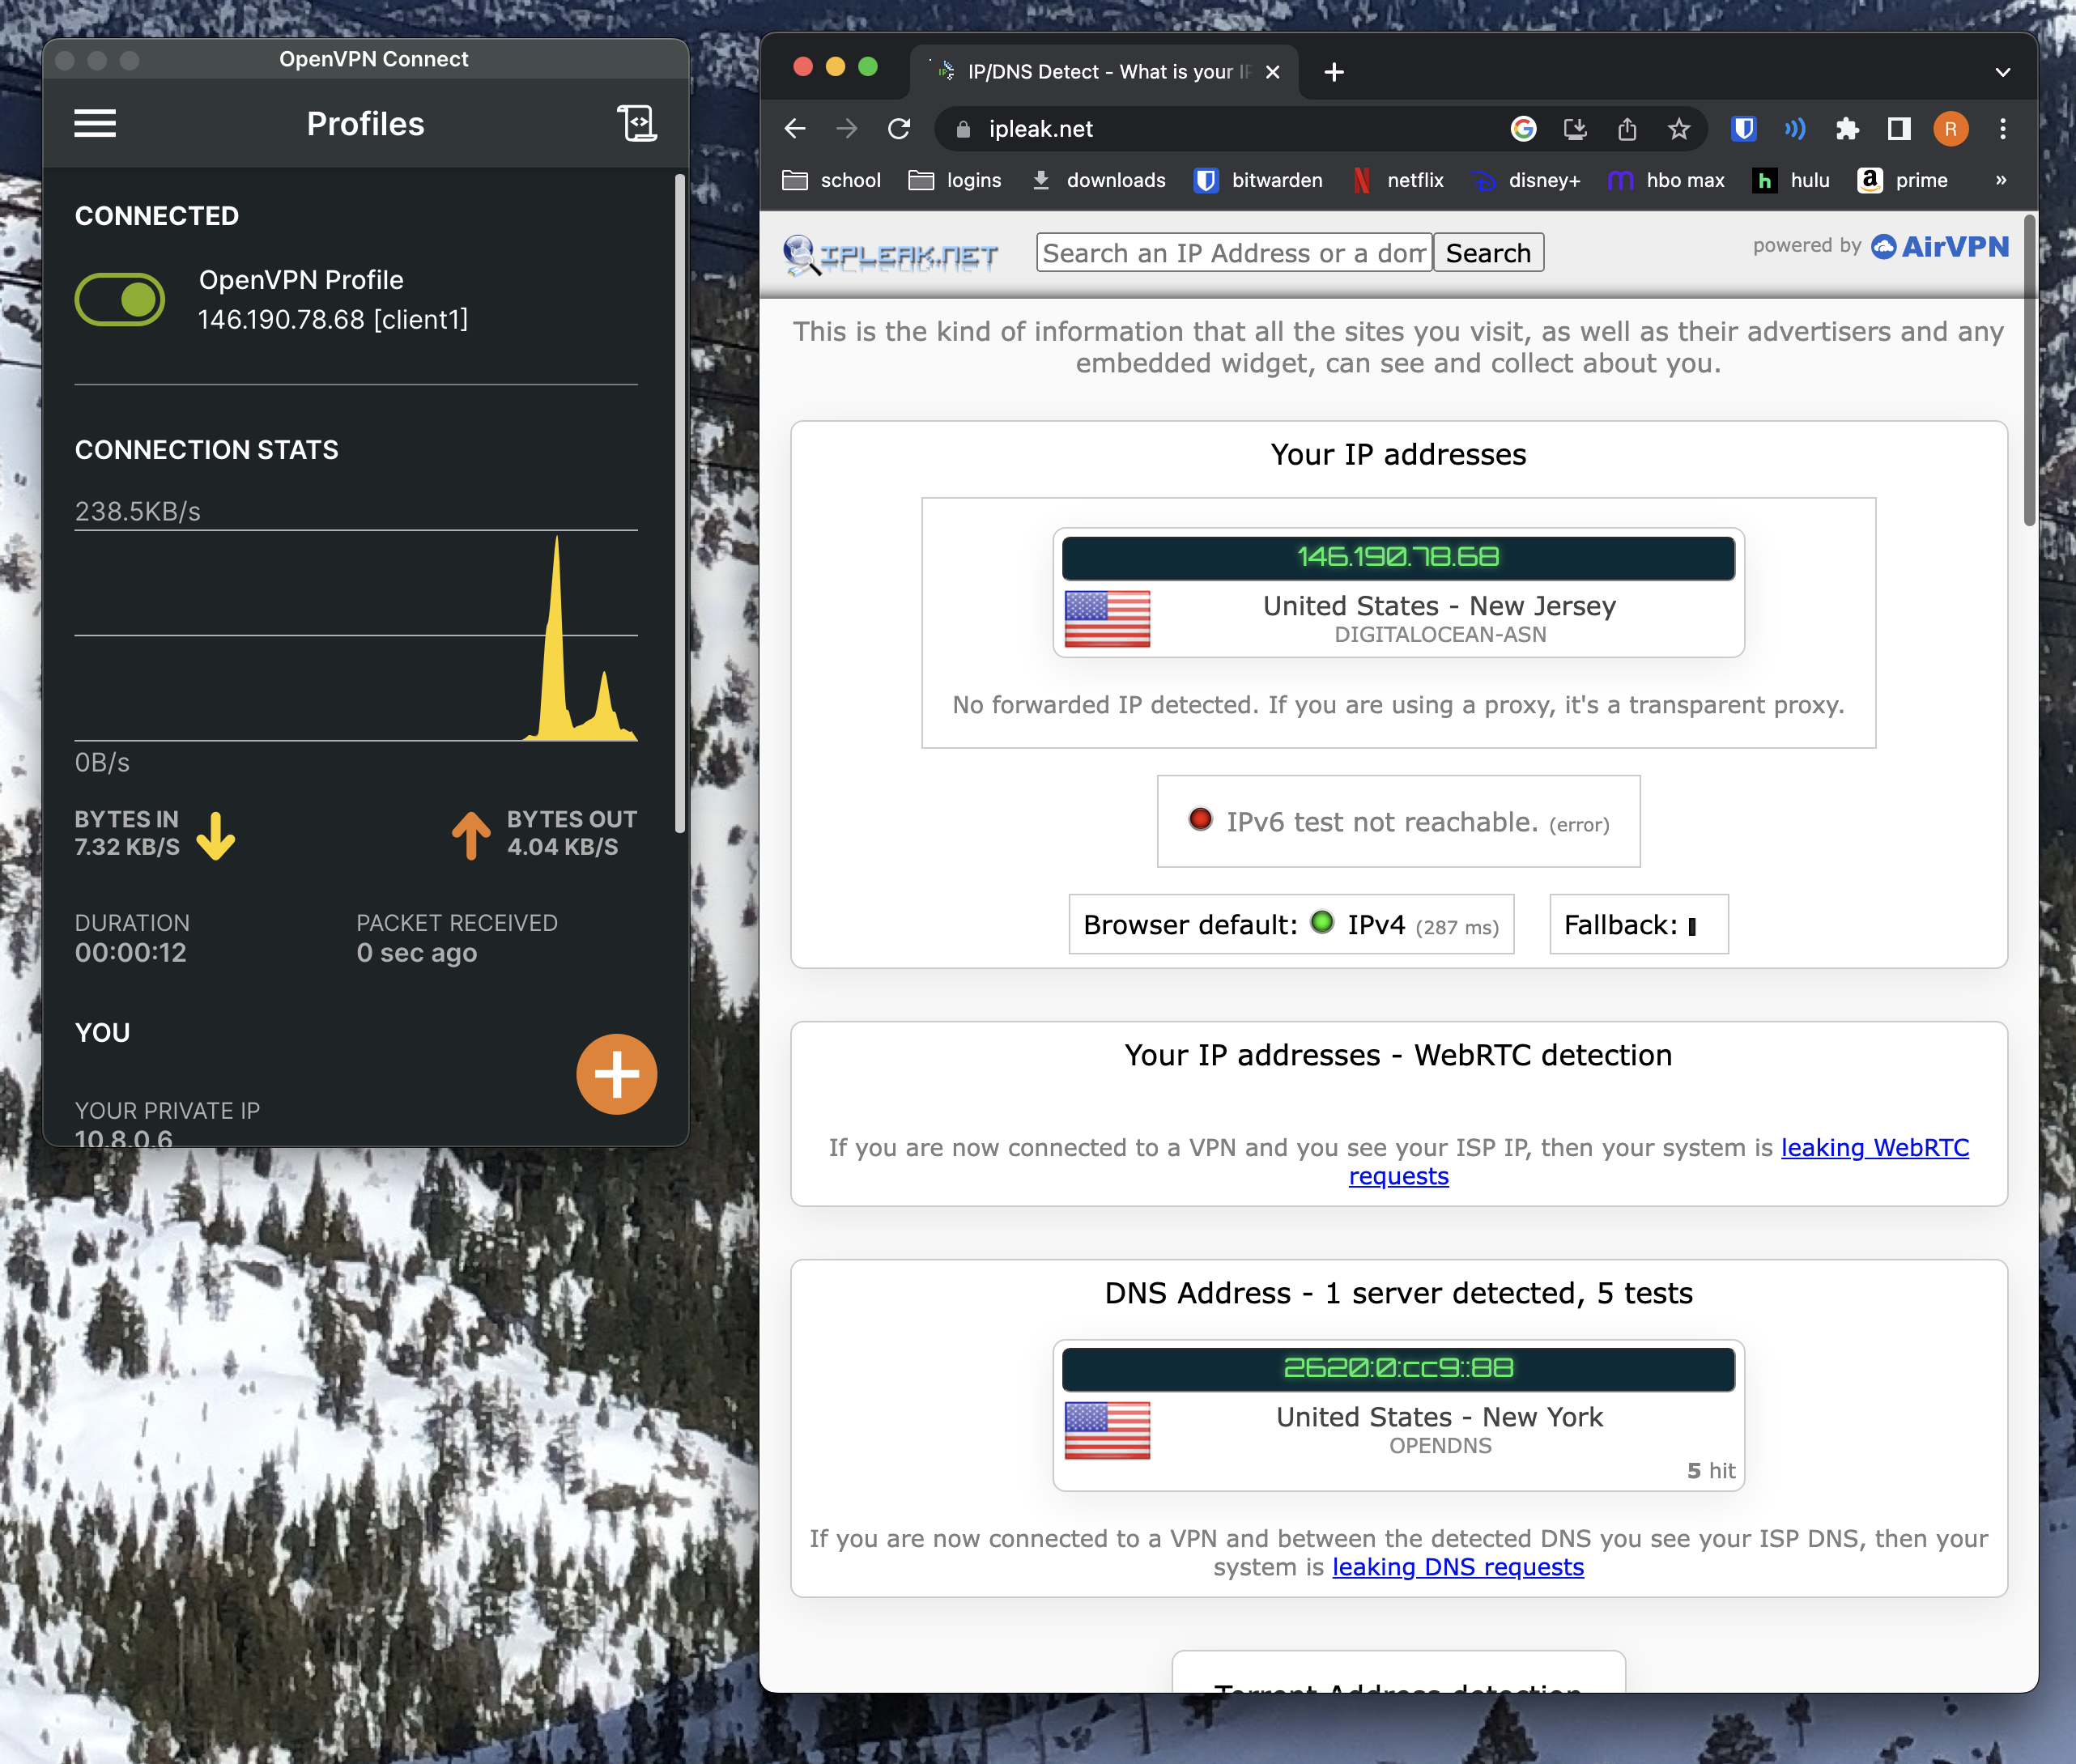 OpenVPN Connect
Profiles
CONNECTED
OpenVPN Profile
146.190.78.68 [client1]
CONNECTION STATS
238.5KB/s
0B/s
BYTES IN
7.32 KB/S
BYTES OUT
4.04 KB/S
DURATION
00:00:12
PACKET RECEIVED
0 sec ago
YOU
YOUR PRIVATE IP
10.8.0.6
IP/DNS Detect - What is your IP
ipleak.net
R
school
logins
downloads
bitwarden
netflix
disney+
hbo max
hulu
prime
»
IPLEAK.NET
Search an IP Address or a dom
Search
powered by AirVPN
This is the kind of information that all the sites you visit, as well as their advertisers and any
embedded widget, can see and collect about you.
Your IP addresses
146.190.78.68
United States - New Jersey
DIGITALOCEAN-ASN
No forwarded IP detected. If you are using a proxy, it's a transparent proxy.
IPv6 test not reachable. (error)
Browser default: IPv4 (287 ms)
Fallback:
Your IP addresses - WebRTC detection
If you are now connected to a VPN and you see your ISP IP, then your system is leaking WebRTC
requests
DNS Address - 1 server detected, 5 tests
2620:0:cc9::88
United States - New York
OPENDNS
5 hit
If you are now connected to a VPN and between the detected DNS you see your ISP DNS, then your
system is leaking DNS requests
Torrent Address detection